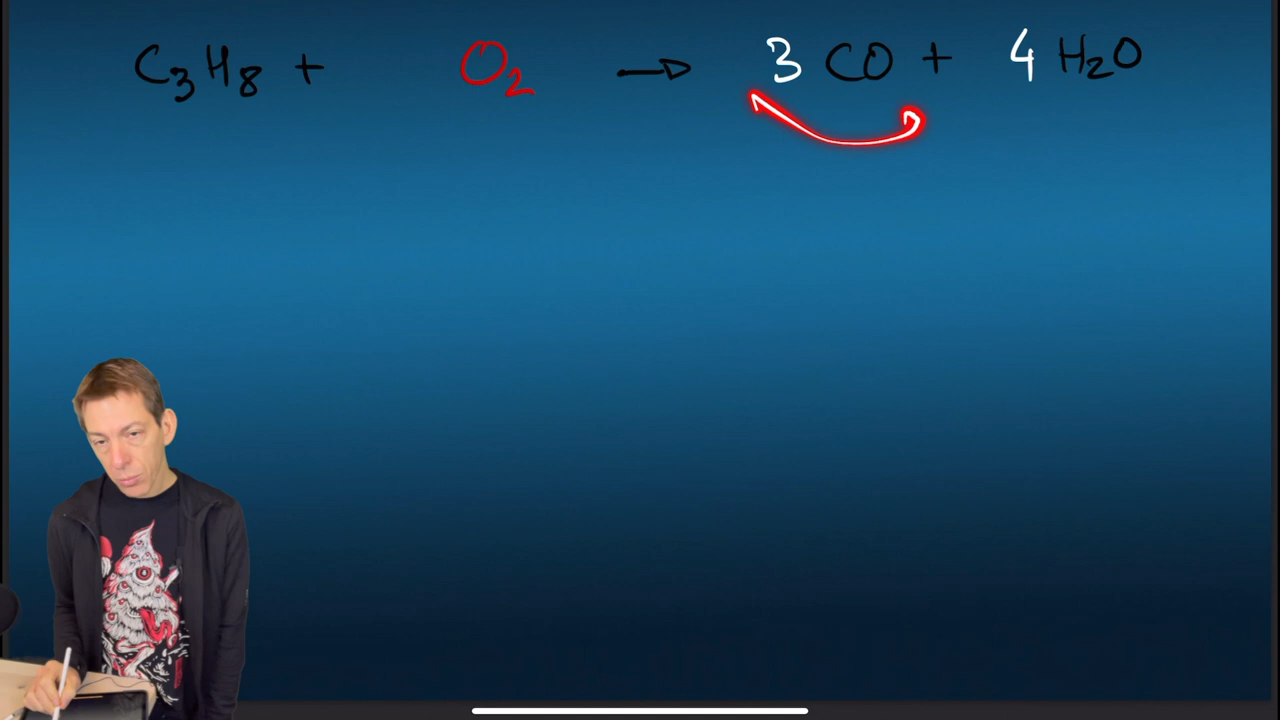 C₃H₈ + O₂ → 3 CO + 4 H₂O